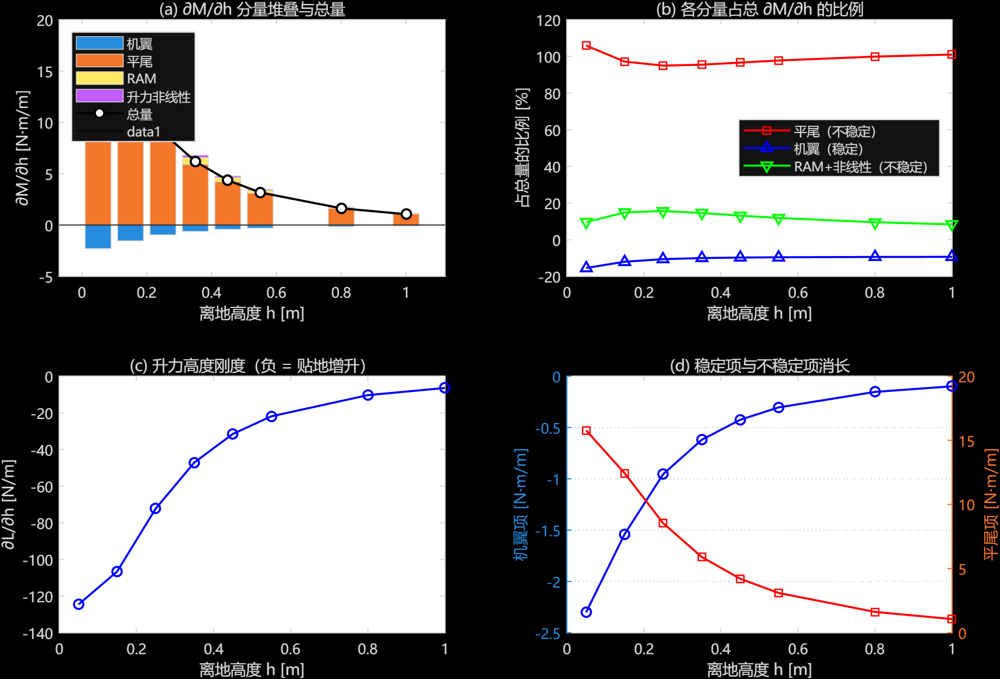 (a) ∂M/∂h 分量堆叠与总量
20
15
10
5
0
-5
∂M/∂h [N·m/m]
机翼
平尾
RAM
升力非线性
总量
data1
0 0.2 0.4 0.6 0.8 1
离地高度 h [m]
(b) 各分量占总 ∂M/∂h 的比例
120
100
80
60
40
20
0
-20
占总量的比例 [%]
平尾（不稳定）
机翼（稳定）
RAM+非线性（不稳定）
0 0.2 0.4 0.6 0.8 1
离地高度 h [m]
(c) 升力高度刚度（负 = 贴地增升）
0
-20
-40
-60
-80
-100
-120
-140
∂L/∂h [N/m]
0 0.2 0.4 0.6 0.8 1
离地高度 h [m]
(d) 稳定项与不稳定项消长
0
-0.5
-1
-1.5
-2
-2.5
机翼项 [N·m/m]
20
15
10
5
0
平尾项 [N·m/m]
0 0.2 0.4 0.6 0.8 1
离地高度 h [m]